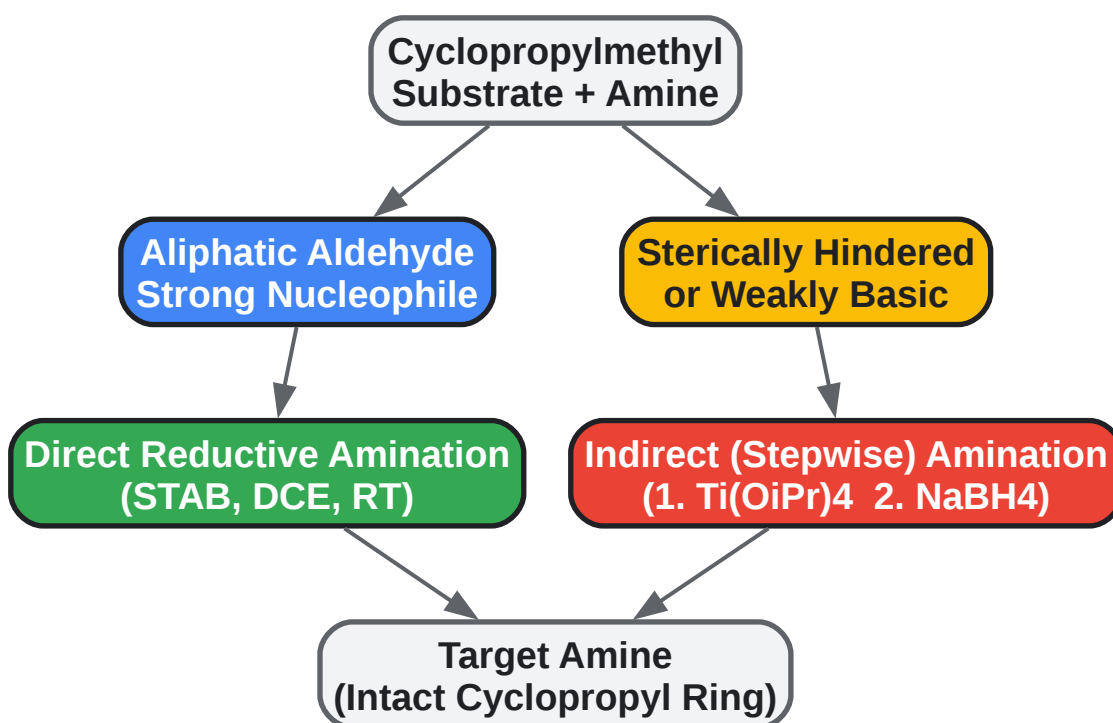 Cyclopropylmethyl
Substrate + Amine
Aliphatic Aldehyde
Strong Nucleophile
Sterically Hindered
or Weakly Basic
Direct Reductive Amination
(STAB, DCE, RT)
Indirect (Stepwise) Amination
(1. Ti(OiPr)4 2. NaBH4)
Target Amine
(Intact Cyclopropyl Ring)